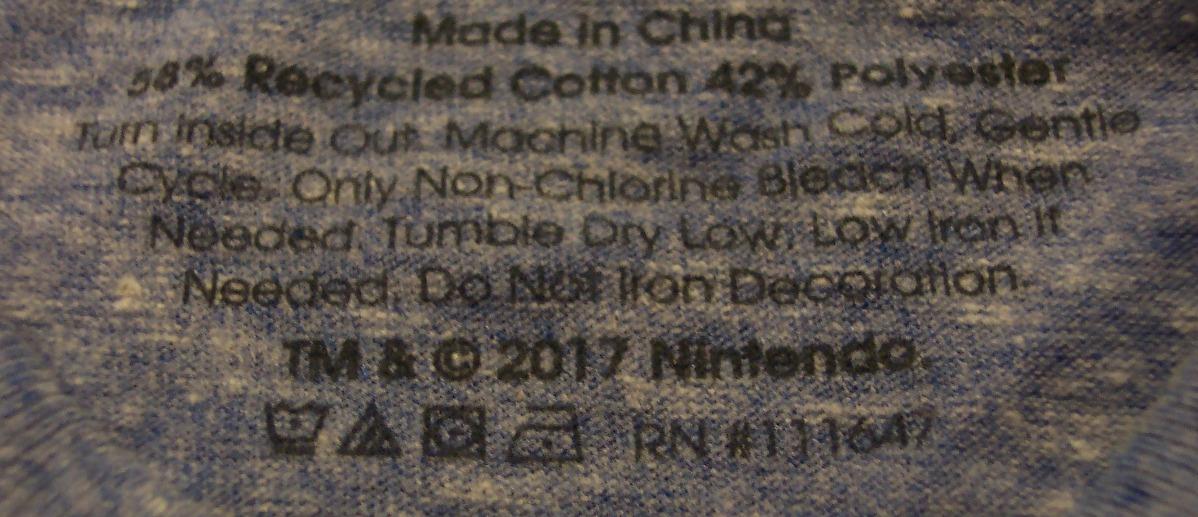 Made in China
58% Recycled Cotton 42% Polyester
Turn Inside Out. Machine Wash Cold, Gentle
Cycle. Only Non-Chlorine Bleach When
Needed. Tumble Dry Low. Low Iron If
Needed. Do Not Iron Decoration.
TM & © 2017 Nintendo.
RN #111647